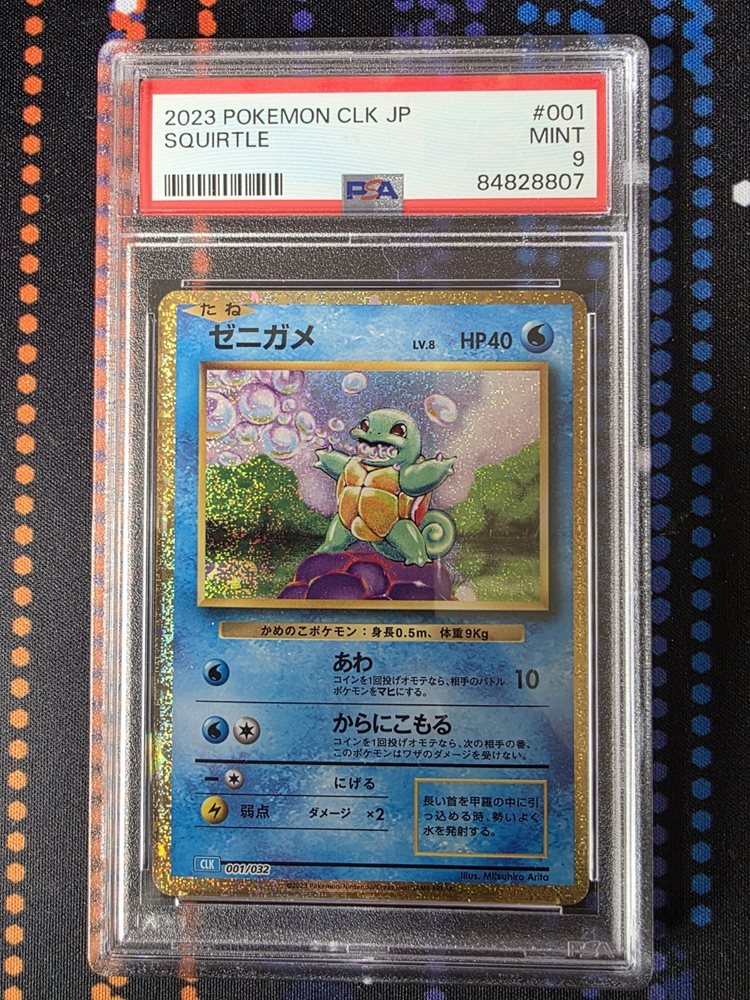 2023 POKEMON CLK JP #001
SQUIRTLE MINT
9
PSA 84828807
たね
ゼニガメ LV.8 HP40
かめのこポケモン：身長0.5m、体重9Kg
あわ 10
コインを1回投げオモテなら、相手のバトル
ポケモンをマヒにする。
からにこもる
コインを1回投げオモテなら、次の相手の番、
このポケモンはワザのダメージを受けない。
にげる
弱点 ダメージ ×2
長い首を甲羅の中に引
っ込める時、勢いよく
水を発射する。
CLK 001/032
Illus. Mitsuhiro Arita
©2023 Pokémon/Nintendo/Creatures/GAME FREAK
PSA